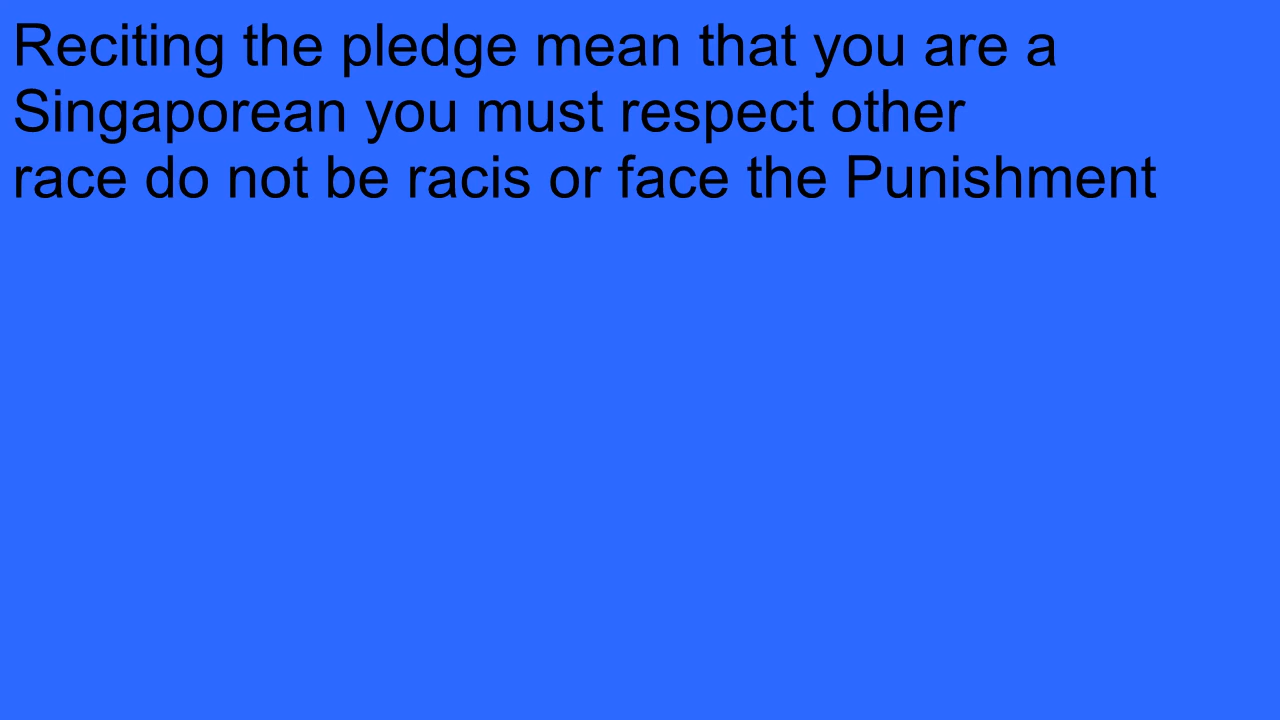 Reciting the pledge mean that you are a
Singaporean you must respect other
race do not be racis or face the Punishment